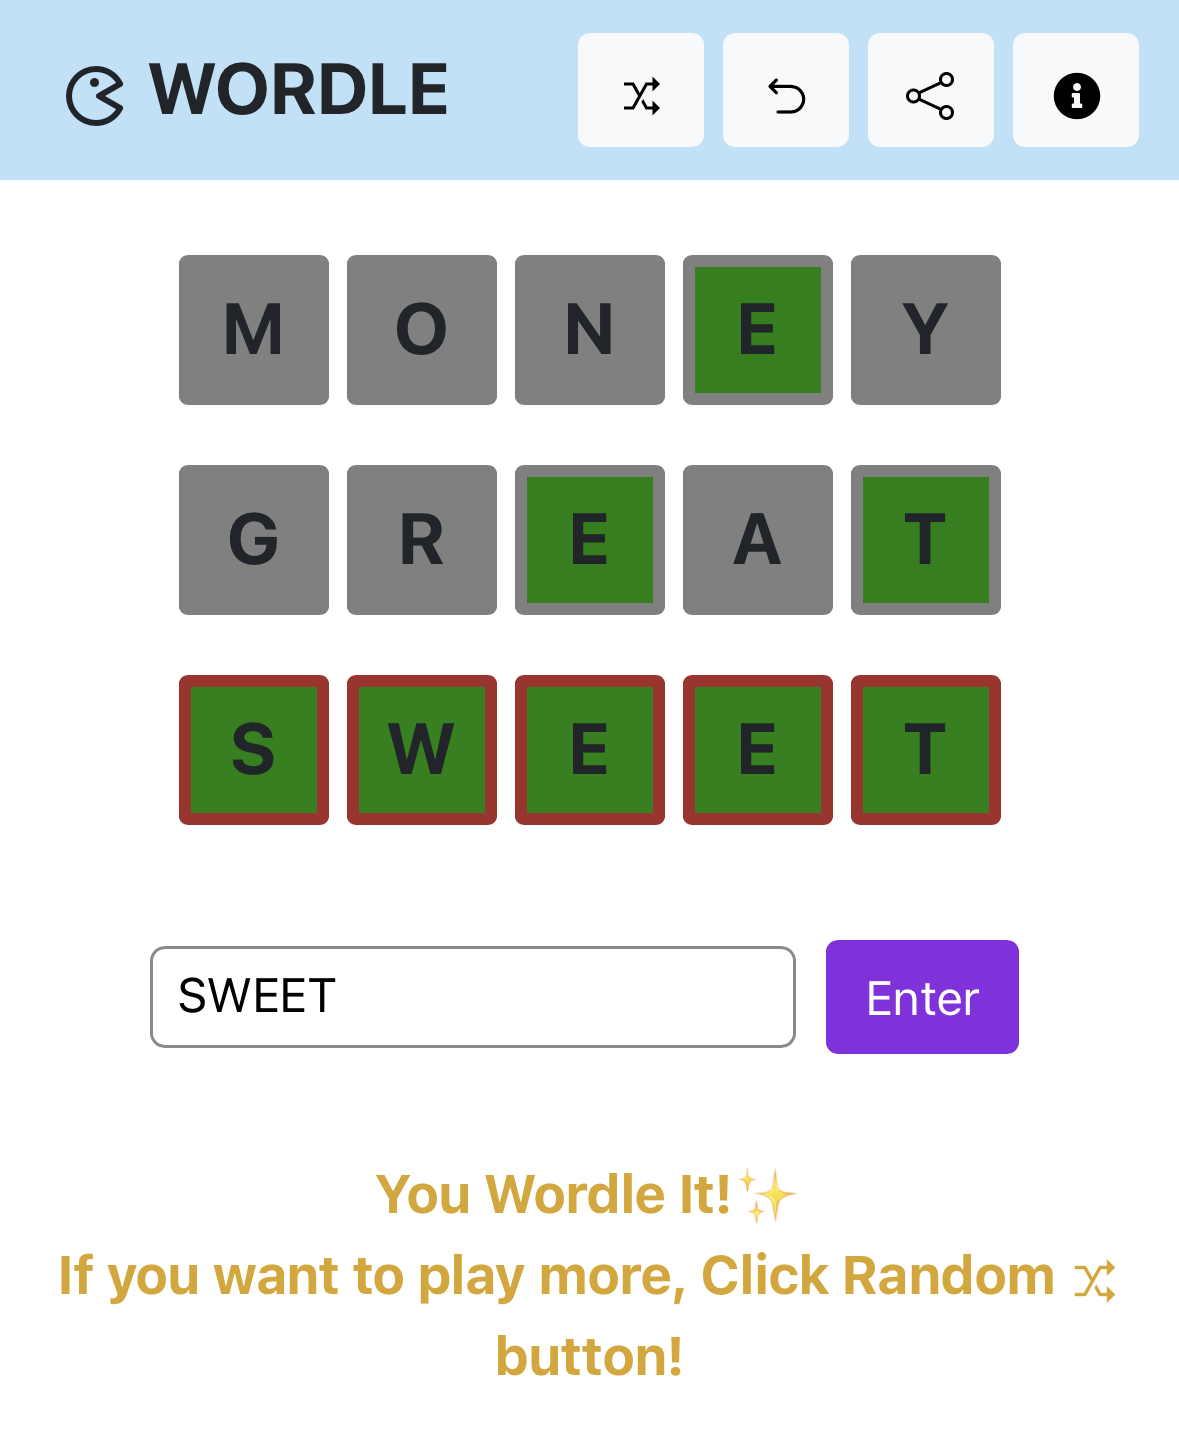 WORDLE
M O N E Y
G R E A T
S W E E T
SWEET
Enter
You Wordle It!✨
If you want to play more, Click Random
button!